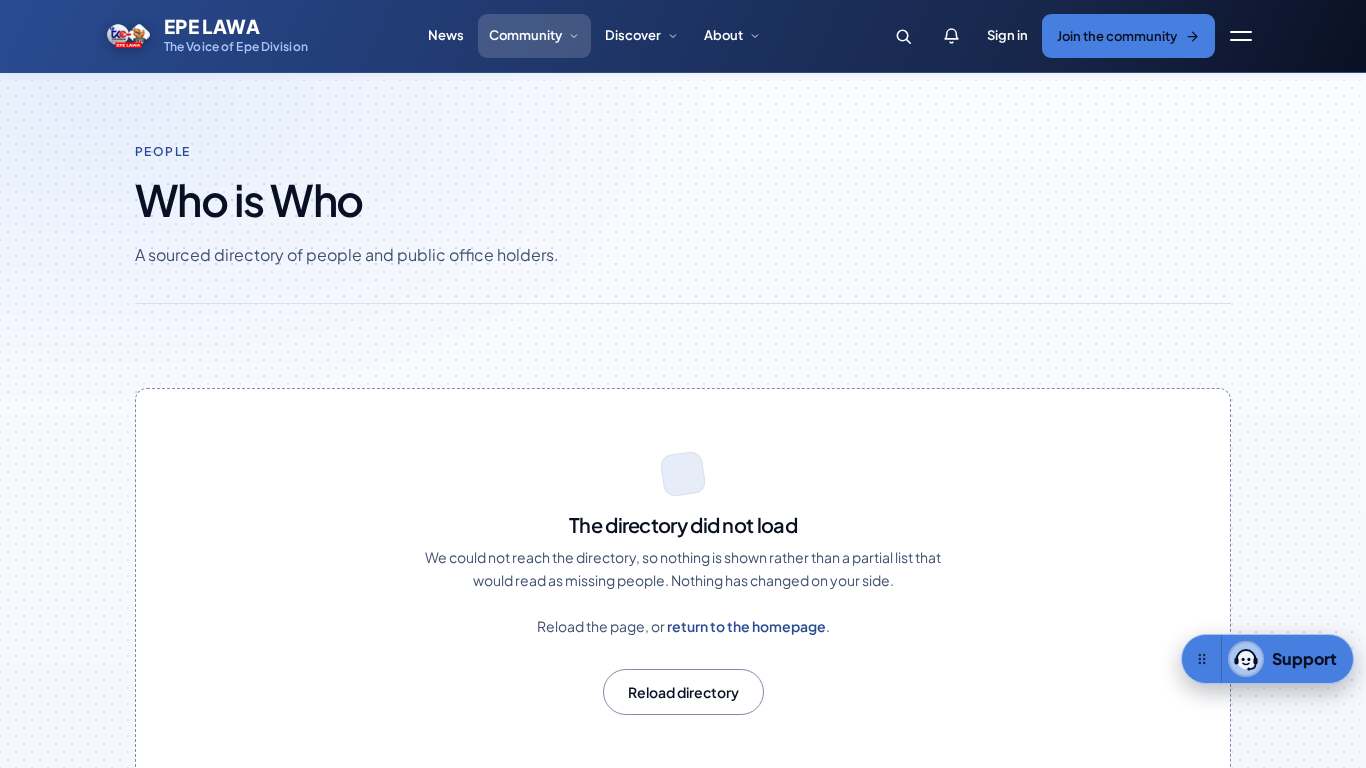 EPE LAWA
The Voice of Epe Division
News
Community
Discover
About
Sign in
Join the community
PEOPLE
Who is Who
A sourced directory of people and public office holders.
The directory did not load
We could not reach the directory, so nothing is shown rather than a partial list that
would read as missing people. Nothing has changed on your side.
Reload the page, or return to the homepage.
Support
Reload directory